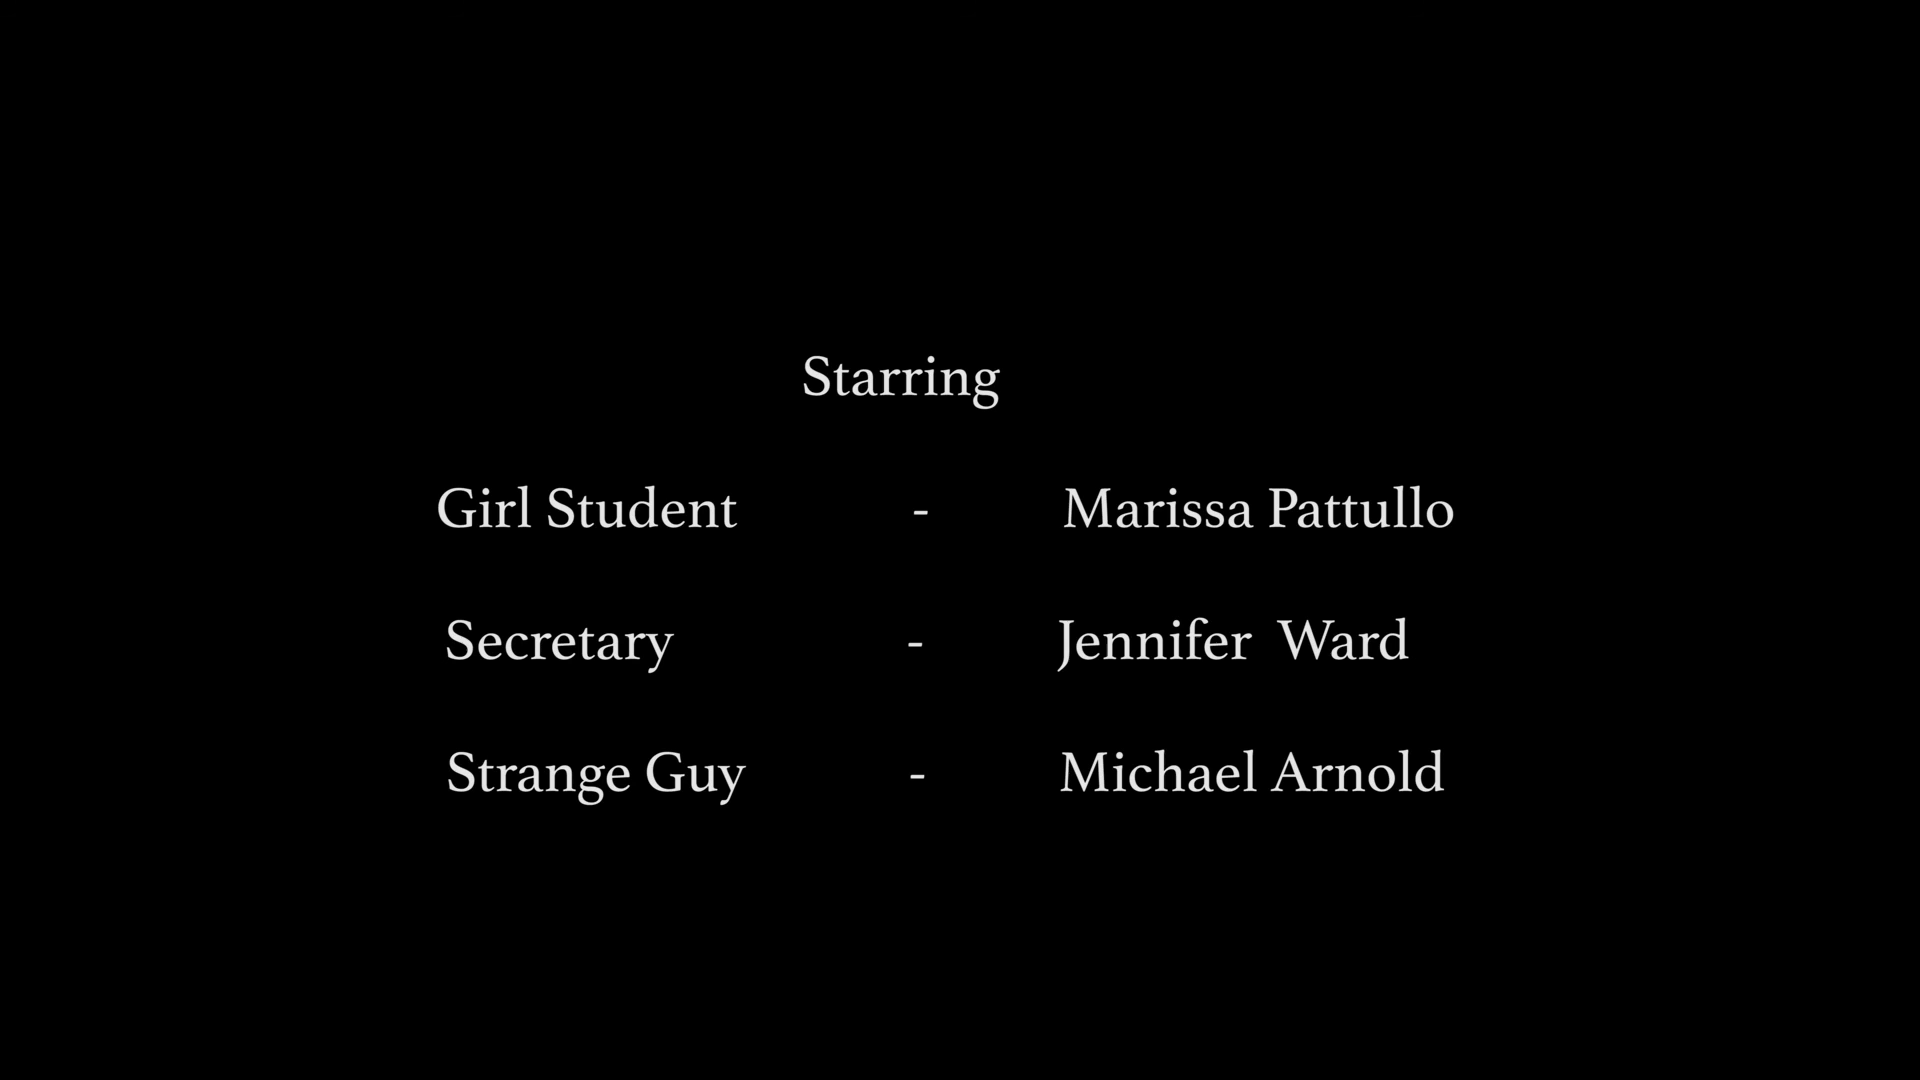 Starring
Girl Student - Marissa Pattullo
Secretary - Jennifer Ward
Strange Guy - Michael Arnold